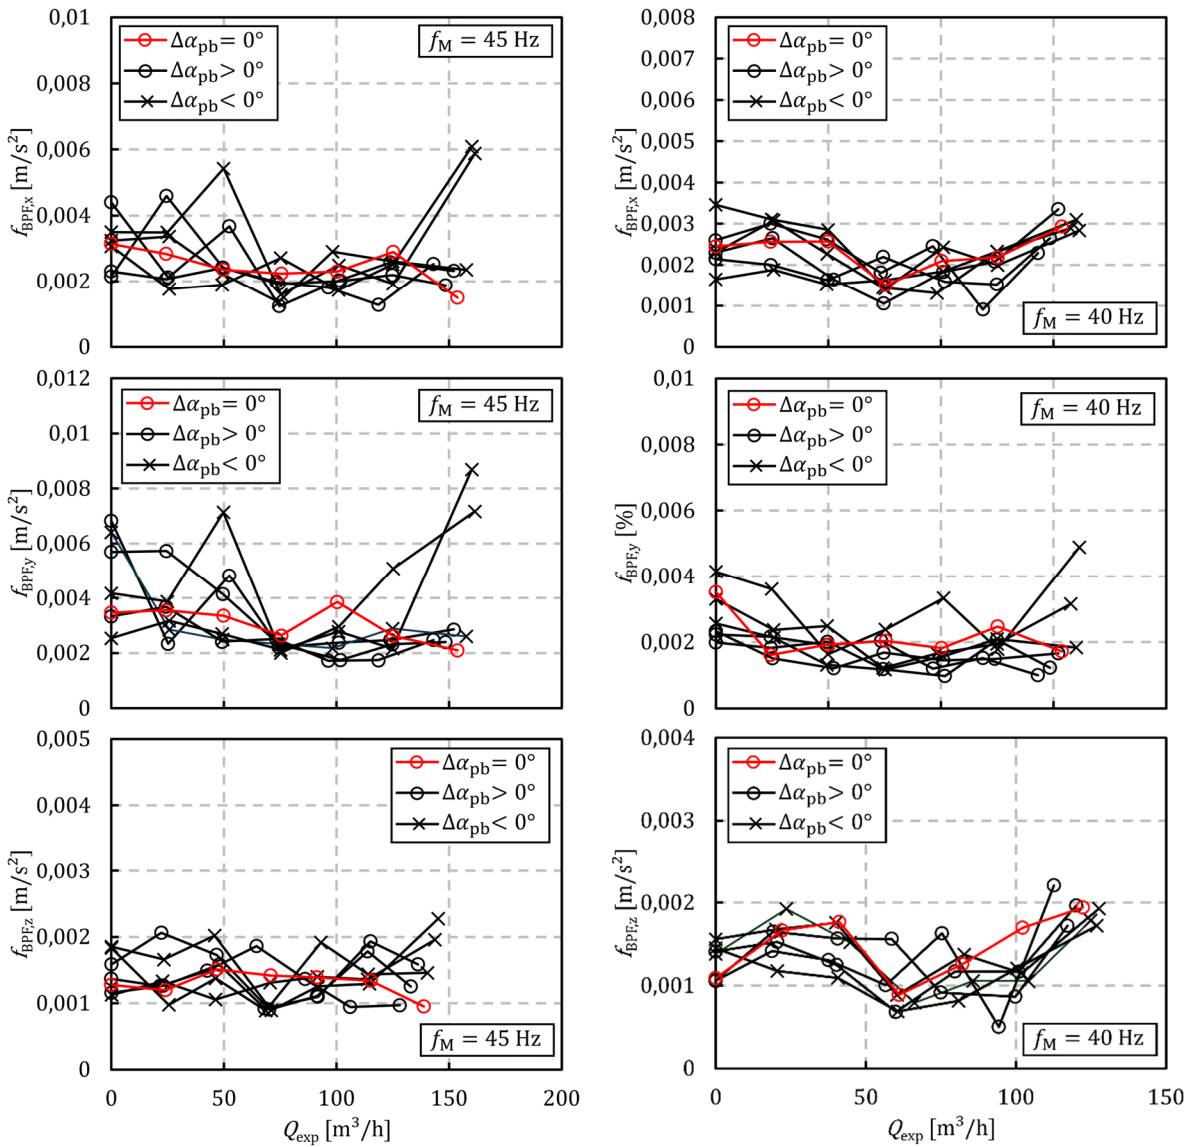 0,01
0,008
0,006
0,004
0,002
0
f_BPF,x [m/s²]
Δα_pb = 0°
Δα_pb > 0°
Δα_pb < 0°
f_M = 45 Hz
0,008
0,007
0,006
0,005
0,004
0,003
0,002
0,001
0
f_BPF,x [m/s²]
Δα_pb = 0°
Δα_pb > 0°
Δα_pb < 0°
f_M = 40 Hz
0,012
0,01
0,008
0,006
0,004
0,002
0
f_BPF,y [m/s²]
Δα_pb = 0°
Δα_pb > 0°
Δα_pb < 0°
f_M = 45 Hz
0,01
0,008
0,006
0,004
0,002
0
f_BPF,y [%]
Δα_pb = 0°
Δα_pb > 0°
Δα_pb < 0°
f_M = 40 Hz
0,005
0,004
0,003
0,002
0,001
0
f_BPF,z [m/s²]
Δα_pb = 0°
Δα_pb > 0°
Δα_pb < 0°
f_M = 45 Hz
0 50 100 150 200
Q_exp [m³/h]
0,004
0,003
0,002
0,001
0
f_BPF,z [m/s²]
Δα_pb = 0°
Δα_pb > 0°
Δα_pb < 0°
f_M = 40 Hz
0 50 100 150
Q_exp [m³/h]